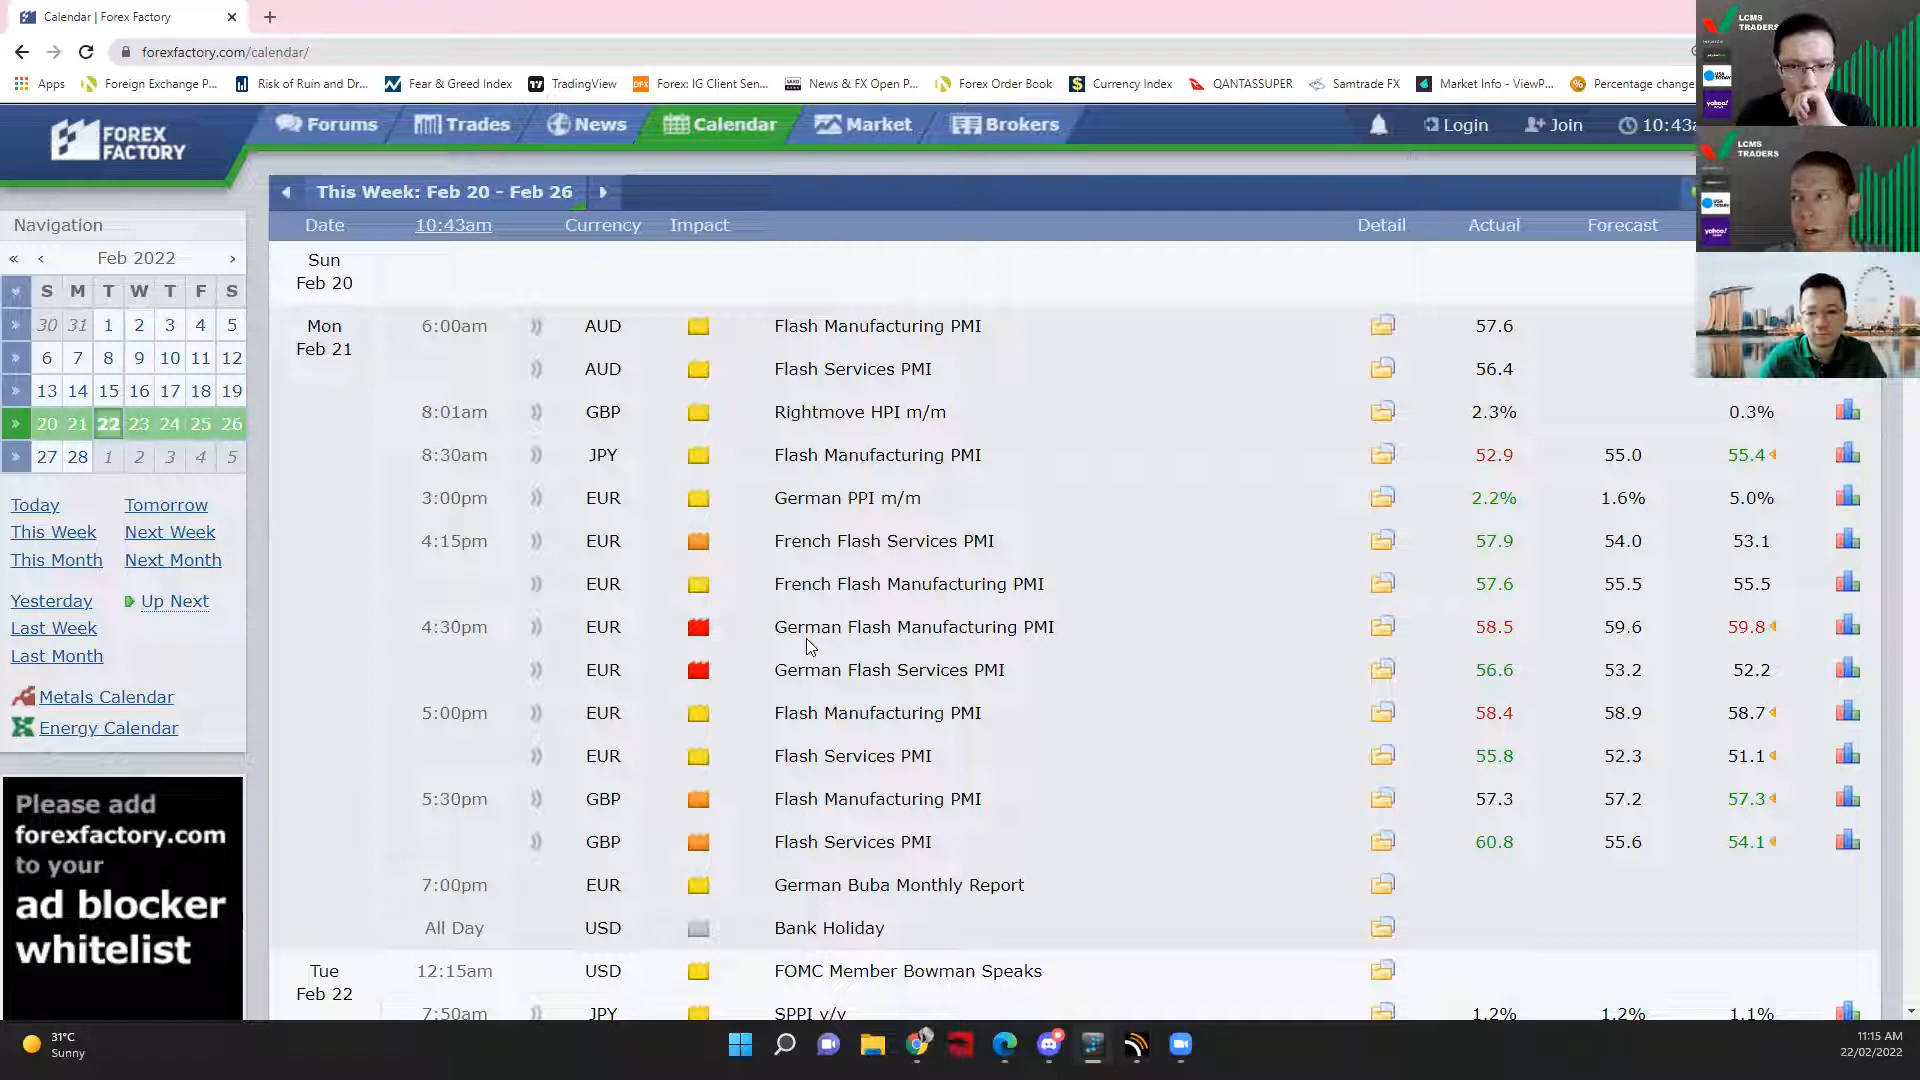 Calendar | Forex Factory
forexfactory.com/calendar/
Apps
Foreign Exchange P...
Risk of Ruin and Dr...
Fear & Greed Index
TradingView
Forex: IG Client Sen...
News & FX Open P...
Forex Order Book
Currency Index
QANTASSUPER
Samtrade FX
Market Info - ViewP...
Percentage change
LCMS
TRADERS
USA TODAY
yahoo!
LCMS
TRADERS
USA TODAY
yahoo!
FOREX
FACTORY
Forums
Trades
News
Calendar
Market
Brokers
Login
Join
10:43a
This Week: Feb 20 - Feb 26
Date 10:43am Currency Impact Detail Actual Forecast
Navigation
« ‹ Feb 2022 ›
S M T W T F S
» 30 31 1 2 3 4 5
» 6 7 8 9 10 11 12
» 13 14 15 16 17 18 19
» 20 21 22 23 24 25 26
» 27 28 1 2 3 4 5
Today Tomorrow
This Week Next Week
This Month Next Month
Yesterday Up Next
Last Week
Last Month
Metals Calendar
Energy Calendar
Please add
forexfactory.com
to your
ad blocker
whitelist
Sun
Feb 20
Mon
Feb 21
6:00am AUD Flash Manufacturing PMI 57.6
AUD Flash Services PMI 56.4
8:01am GBP Rightmove HPI m/m 2.3% 0.3%
8:30am JPY Flash Manufacturing PMI 52.9 55.0 55.4
3:00pm EUR German PPI m/m 2.2% 1.6% 5.0%
4:15pm EUR French Flash Services PMI 57.9 54.0 53.1
EUR French Flash Manufacturing PMI 57.6 55.5 55.5
4:30pm EUR German Flash Manufacturing PMI 58.5 59.6 59.8
EUR German Flash Services PMI 56.6 53.2 52.2
5:00pm EUR Flash Manufacturing PMI 58.4 58.9 58.7
EUR Flash Services PMI 55.8 52.3 51.1
5:30pm GBP Flash Manufacturing PMI 57.3 57.2 57.3
GBP Flash Services PMI 60.8 55.6 54.1
7:00pm EUR German Buba Monthly Report
All Day USD Bank Holiday
Tue
Feb 22
12:15am USD FOMC Member Bowman Speaks
7:50am JPY SPPI y/y 1.2% 1.2% 1.1%
31°C
Sunny
11:15 AM
22/02/2022